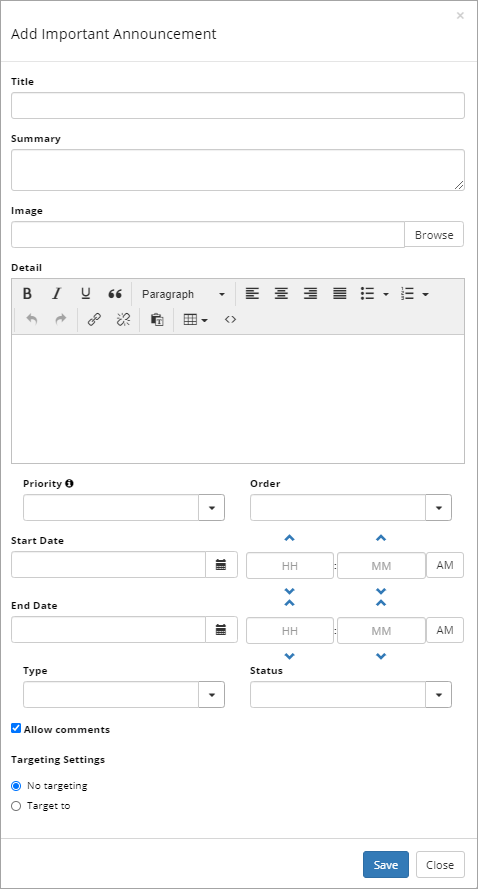 ×
Add Important Announcement
Title
Summary
Image
Browse
Detail
B I U “ Paragraph
<>
Priority Order
Start Date
HH : MM AM
End Date
HH : MM AM
Type Status
Allow comments
Targeting Settings
No targeting
Target to
Save Close